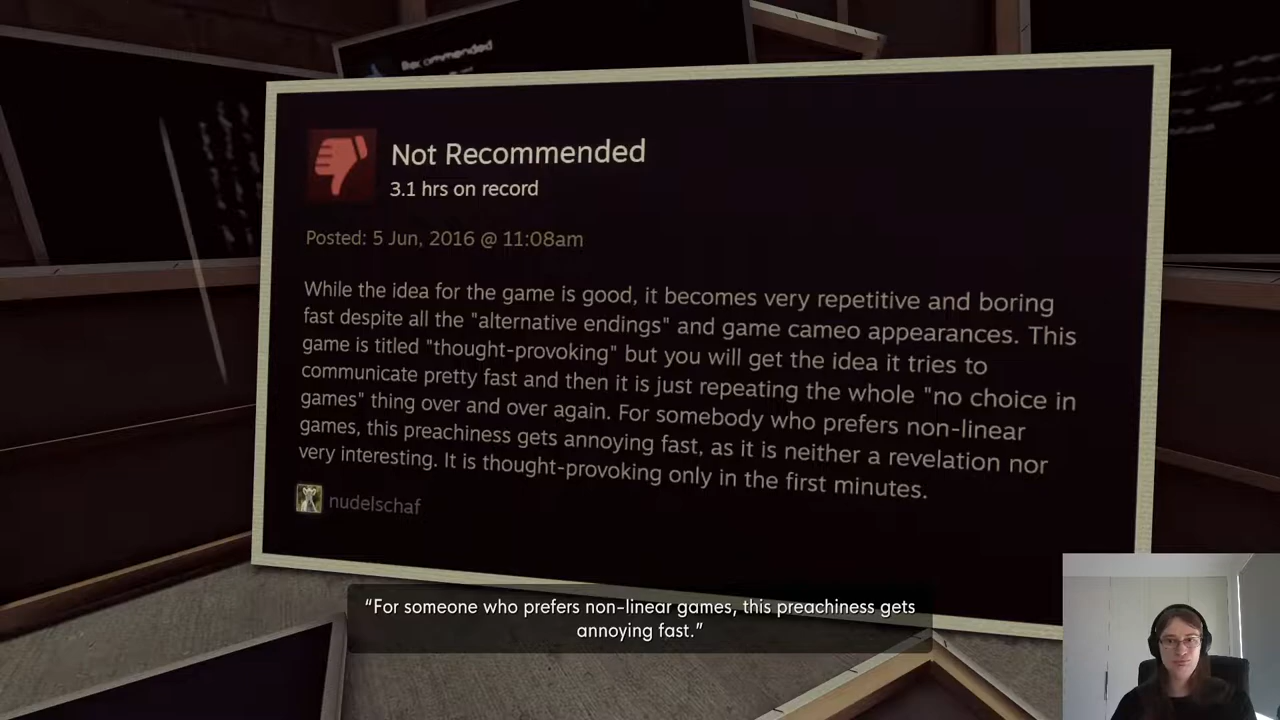 Recommended
Not Recommended
3.1 hrs on record
Posted: 5 Jun, 2016 @ 11:08am
While the idea for the game is good, it becomes very repetitive and boring
fast despite all the "alternative endings" and game cameo appearances. This
game is titled "thought-provoking" but you will get the idea it tries to
communicate pretty fast and then it is just repeating the whole "no choice in
games" thing over and over again. For somebody who prefers non-linear
games, this preachiness gets annoying fast, as it is neither a revelation nor
very interesting. It is thought-provoking only in the first minutes.
nudelschaf
“For someone who prefers non-linear games, this preachiness gets
annoying fast.”